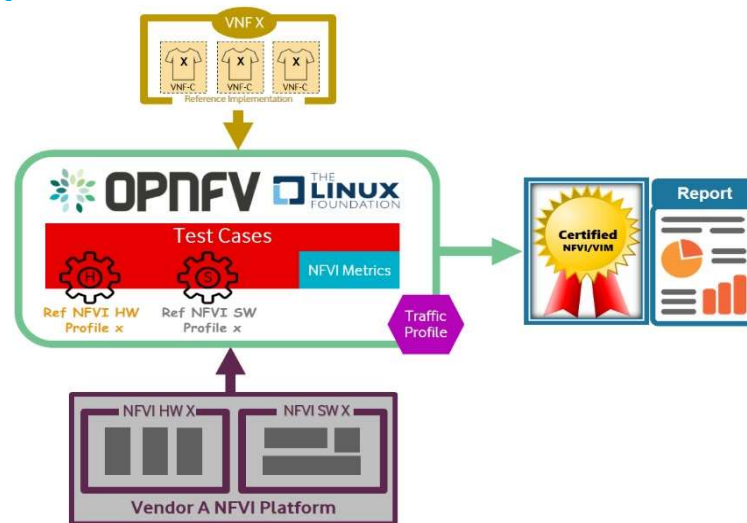 VNF X
X X X
VNF-C VNF-C VNF-C
Reference Implementation
OPNFV
THE
LINUX
FOUNDATION
Test Cases
H S
NFVI Metrics
Ref NFVI HW
Profile x
Ref NFVI SW
Profile x
Traffic
Profile
Certified
NFVI/VIM
Report
NFVI HW X
NFVI SW X
Vendor A NFVI Platform